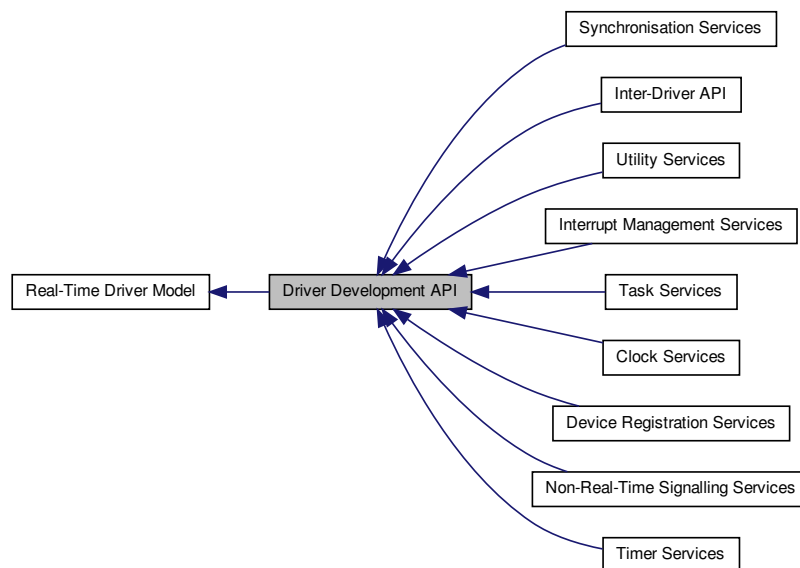 Synchronisation Services
Inter-Driver API
Utility Services
Interrupt Management Services
Real-Time Driver Model
Driver Development API
Task Services
Clock Services
Device Registration Services
Non-Real-Time Signalling Services
Timer Services